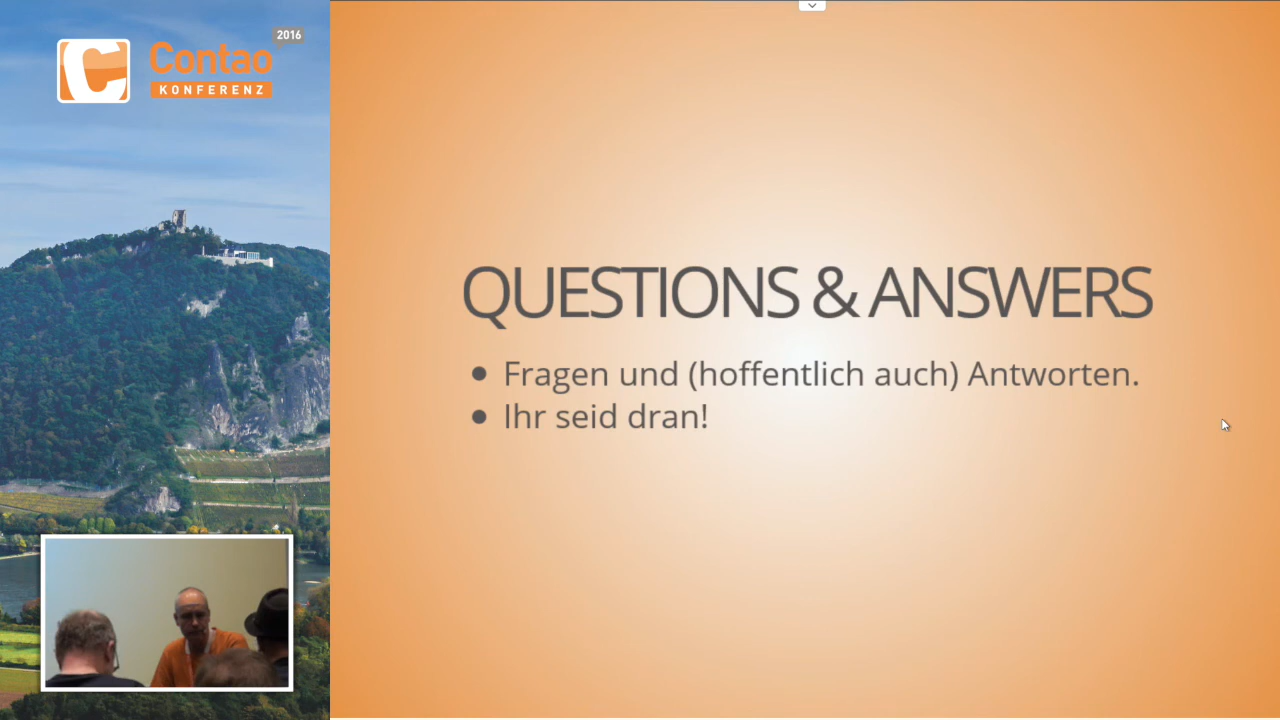 2016
Contao
KONFERENZ
QUESTIONS & ANSWERS
• Fragen und (hoffentlich auch) Antworten.
• Ihr seid dran!